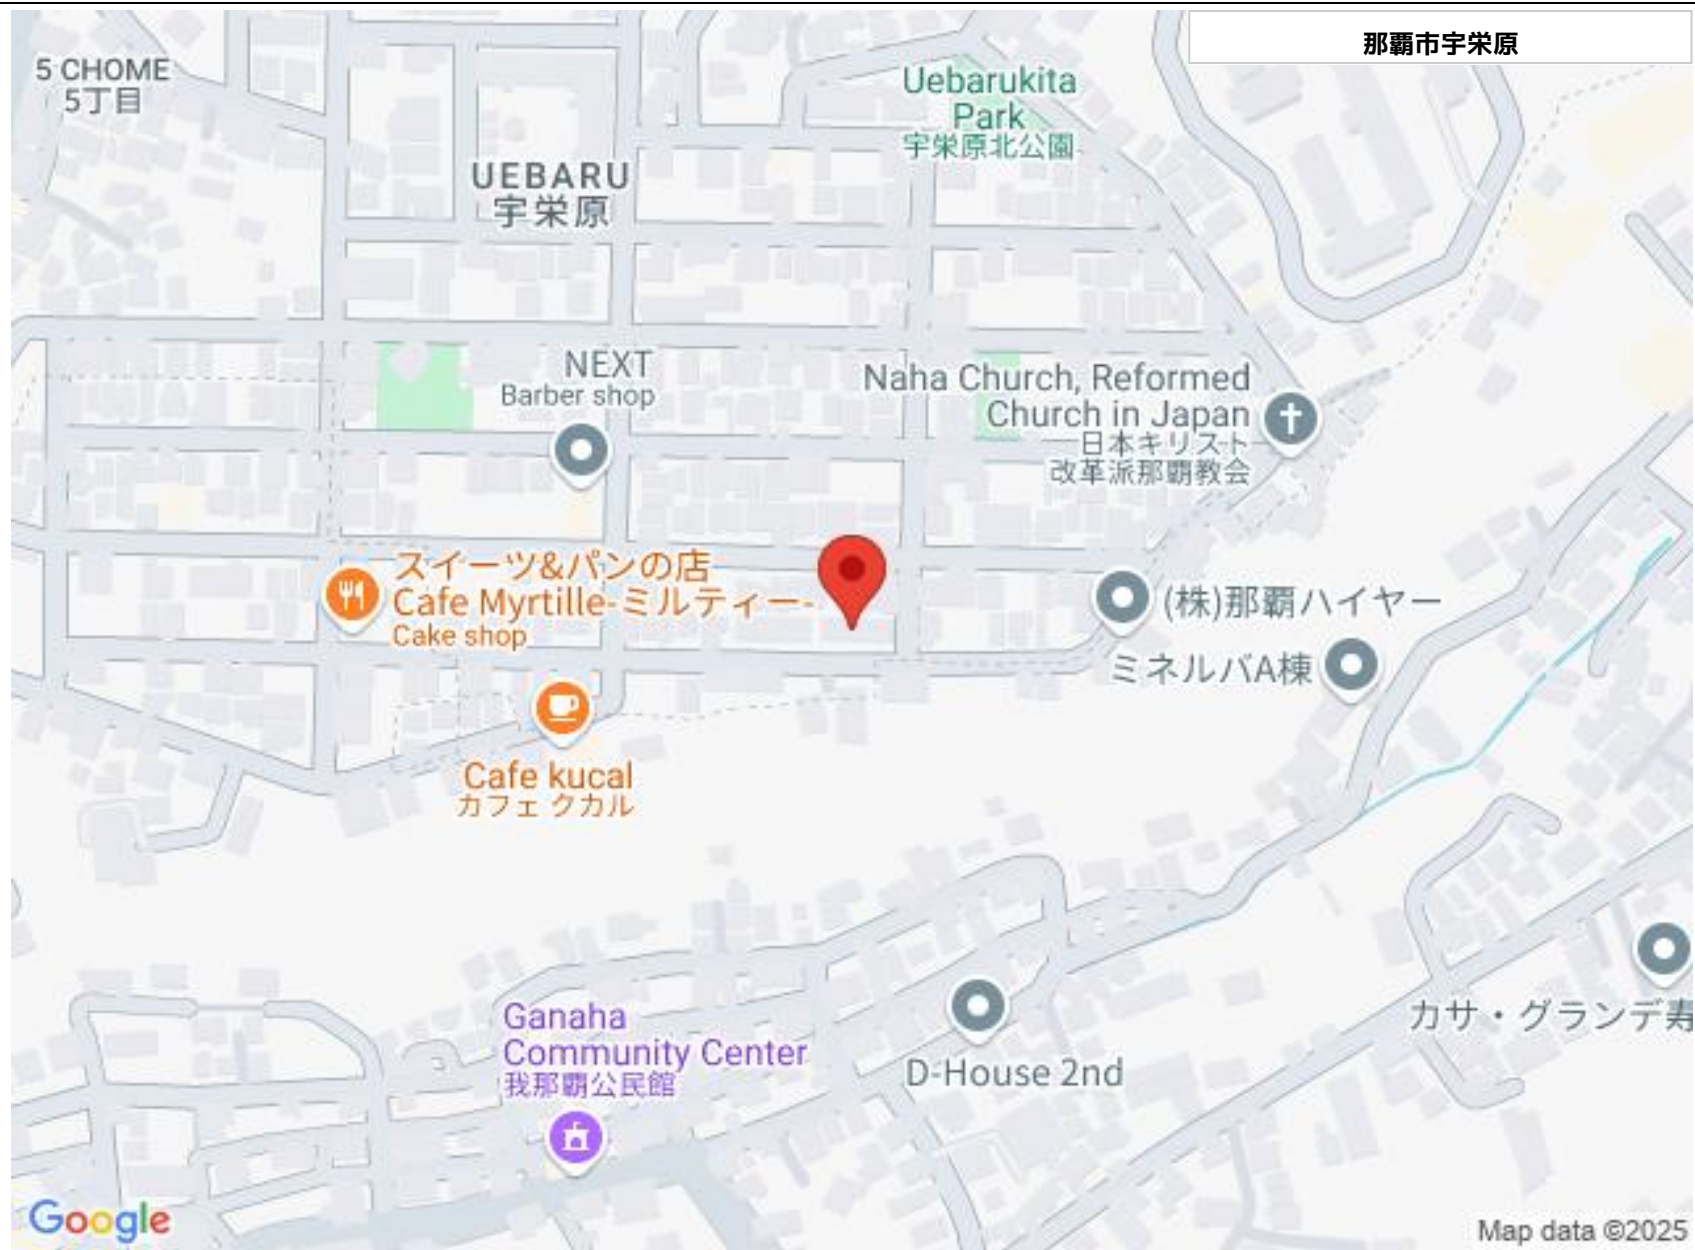 那覇市宇栄原
5 CHOME
5丁目
Uebarukita
Park
宇栄原北公園
UEBARU
宇栄原
NEXT
Barber shop
Naha Church, Reformed
Church in Japan
日本キリスト
改革派那覇教会
スイーツ&パンの店
Cafe Myrtille-ミルティー-
Cake shop
(株)那覇ハイヤー
ミネルバA棟
Cafe kucal
カフェ クカル
Ganaha
Community Center
我那覇公民館
D-House 2nd
カサ・グランデ寿
Google
Map data ©2025